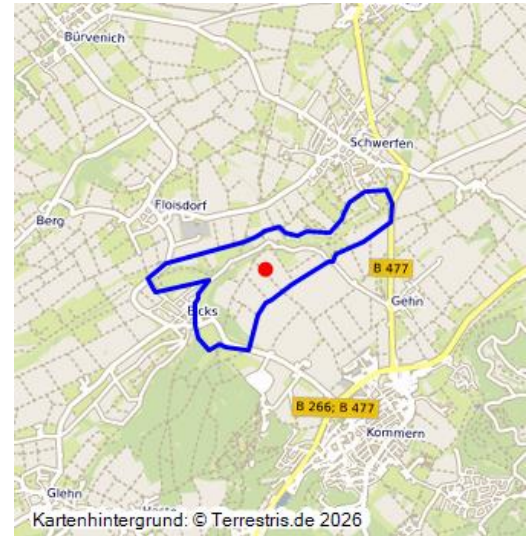 Bürvenich
Schwerfen
Floisdorf
Berg
B 477
Gehn
Eicks
B 266; B 477
Kommern
Glehn
Kartenhintergrund: © Terrestris.de 2026